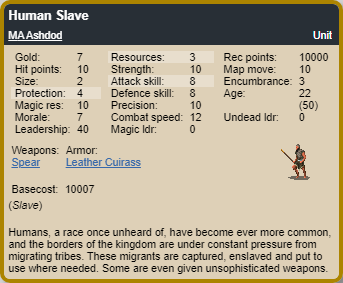 Human Slave
MA Ashdod Unit
Gold: 7 Resources: 3 Rec points: 10000
Hit points: 10 Strength: 10 Map move: 10
Size: 2 Attack skill: 8 Encumbrance: 3
Protection: 4 Defence skill: 8 Age: 22
Magic res: 10 Precision: 10 (50)
Morale: 7 Combat speed: 12 Undead ldr: 0
Leadership: 40 Magic ldr: 0
Weapons: Armor:
Spear Leather Cuirass
Basecost: 10007
(Slave)
Humans, a race once unheard of, have become ever more common,
and the borders of the kingdom are under constant pressure from
migrating tribes. These migrants are captured, enslaved and put to
use where needed. Some are even given unsophisticated weapons.